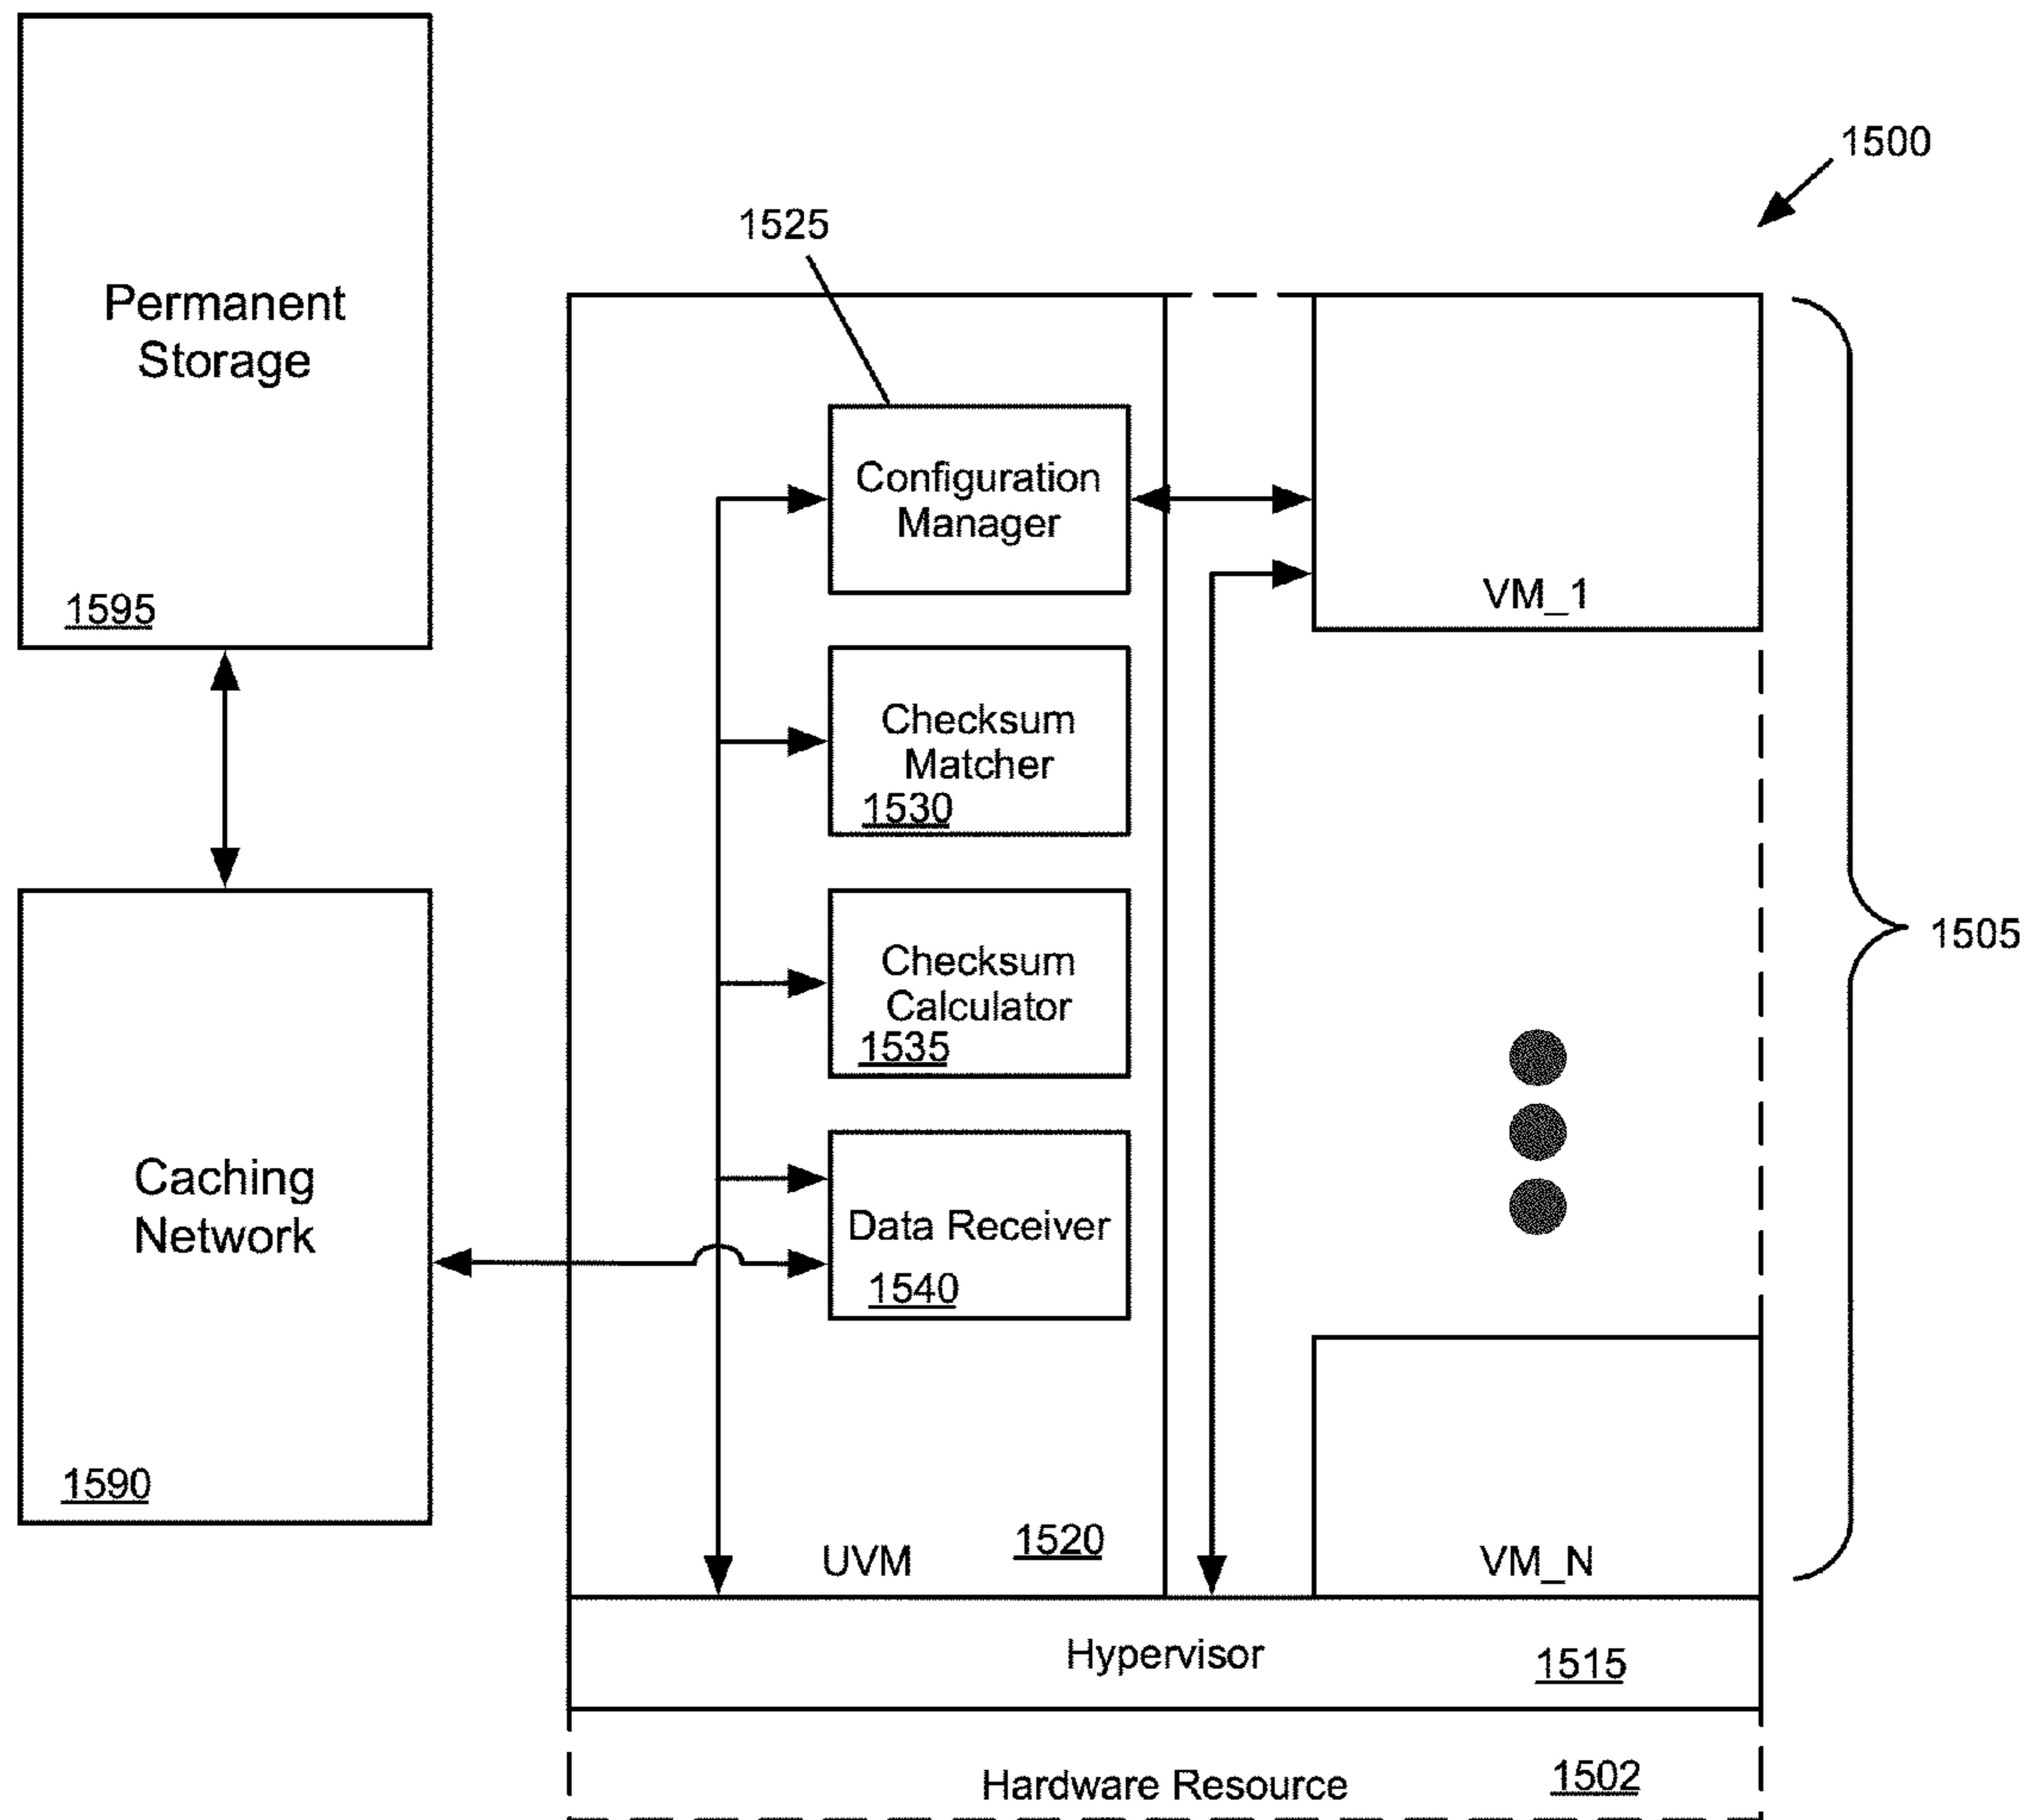 Permanent
Storage
1595
1500
1525
Configuration
Manager
VM_1
Checksum
Matcher
1530
Checksum
Calculator
1535
1505
Caching
Network
1590
Data Receiver
1540
UVM
1520
VM_N
Hypervisor
1515
Hardware Resource
1502